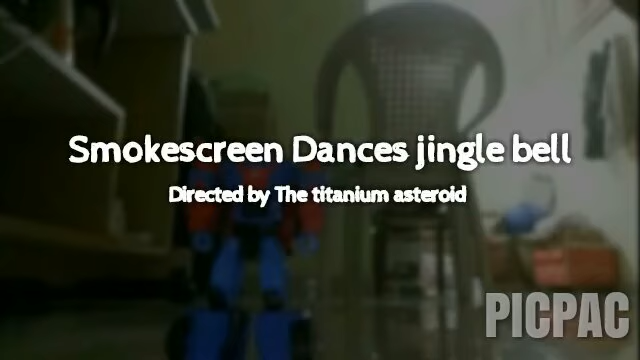 Smokescreen Dances jingle bell
Directed by The titanium asteroid
PICPAC